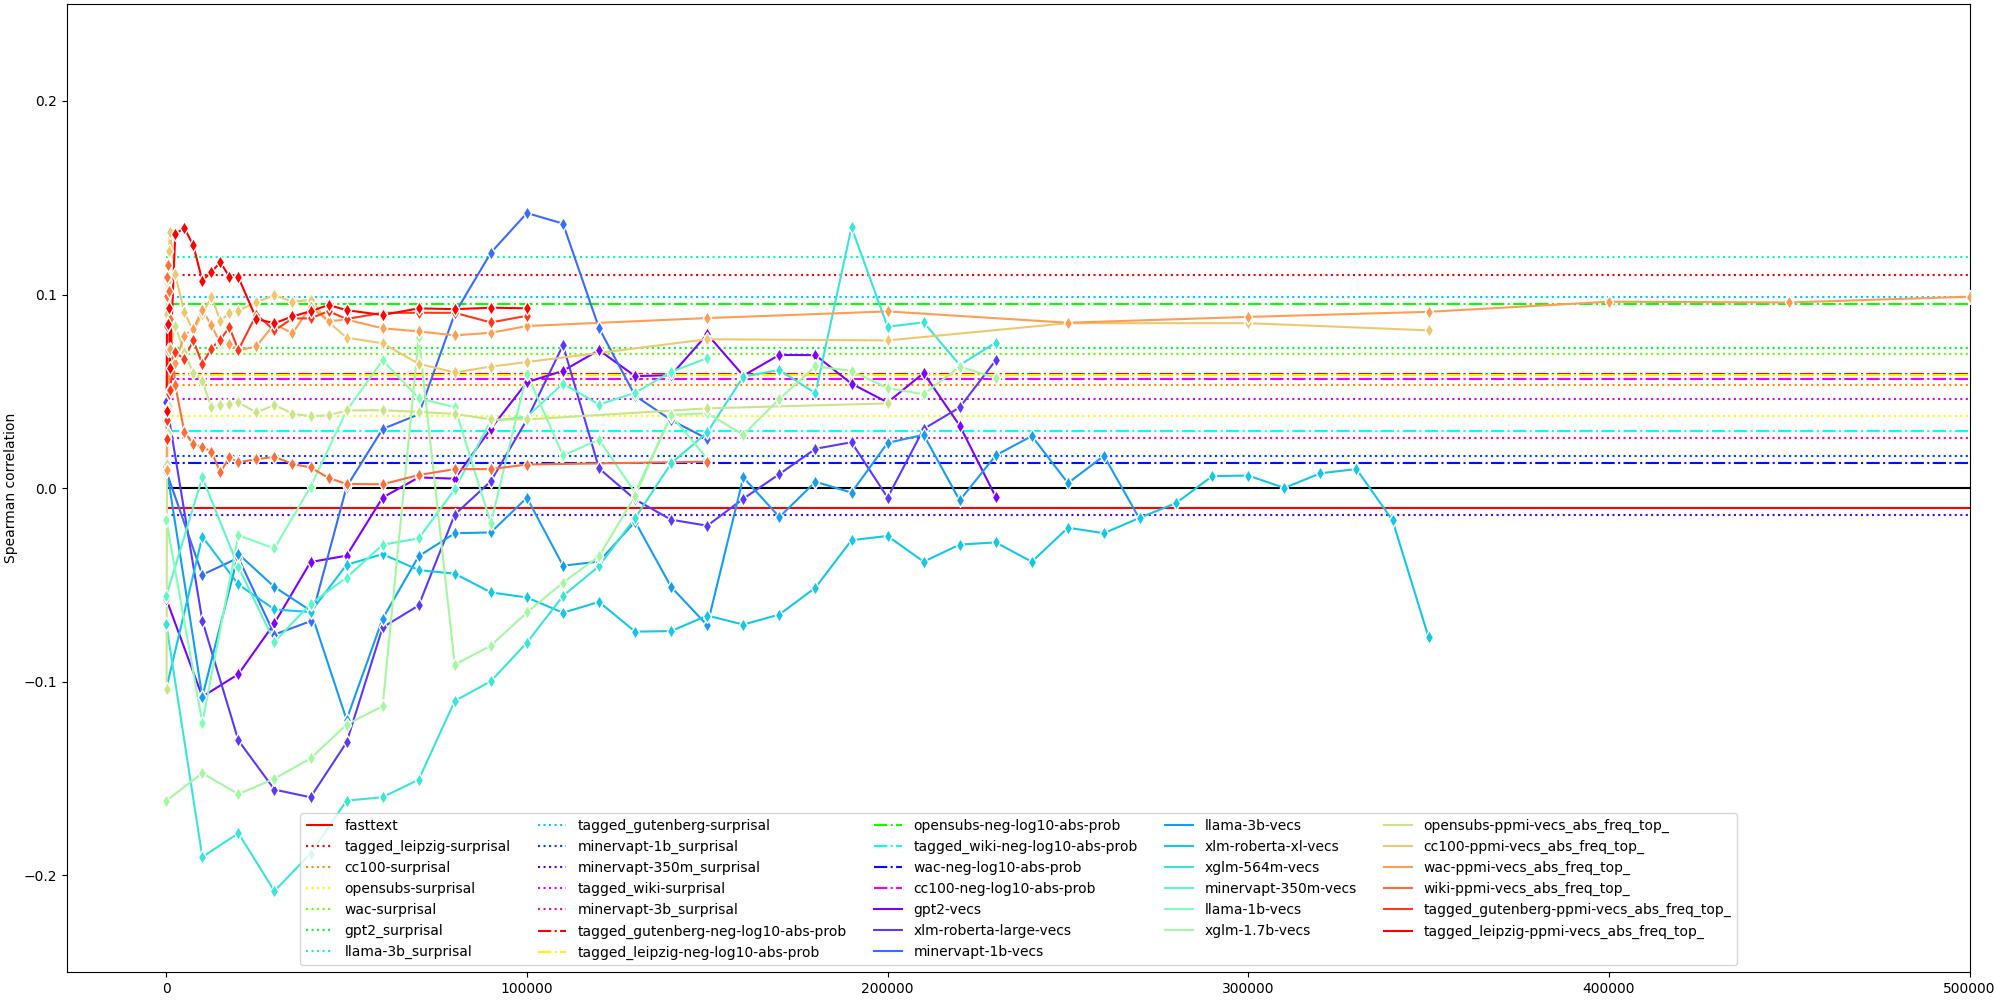 0.2
0.1
0.0
−0.1
−0.2
Spearman correlation
fasttext
tagged_leipzig-surprisal
cc100-surprisal
opensubs-surprisal
wac-surprisal
gpt2_surprisal
llama-3b_surprisal
tagged_gutenberg-surprisal
minervapt-1b_surprisal
minervapt-350m_surprisal
tagged_wiki-surprisal
minervapt-3b_surprisal
tagged_gutenberg-neg-log10-abs-prob
tagged_leipzig-neg-log10-abs-prob
opensubs-neg-log10-abs-prob
tagged_wiki-neg-log10-abs-prob
wac-neg-log10-abs-prob
cc100-neg-log10-abs-prob
gpt2-vecs
xlm-roberta-large-vecs
minervapt-1b-vecs
llama-3b-vecs
xlm-roberta-xl-vecs
xglm-564m-vecs
minervapt-350m-vecs
llama-1b-vecs
xglm-1.7b-vecs
opensubs-ppmi-vecs_abs_freq_top_
cc100-ppmi-vecs_abs_freq_top_
wac-ppmi-vecs_abs_freq_top_
wiki-ppmi-vecs_abs_freq_top_
tagged_gutenberg-ppmi-vecs_abs_freq_top_
tagged_leipzig-ppmi-vecs_abs_freq_top_
0 100000 200000 300000 400000 500000